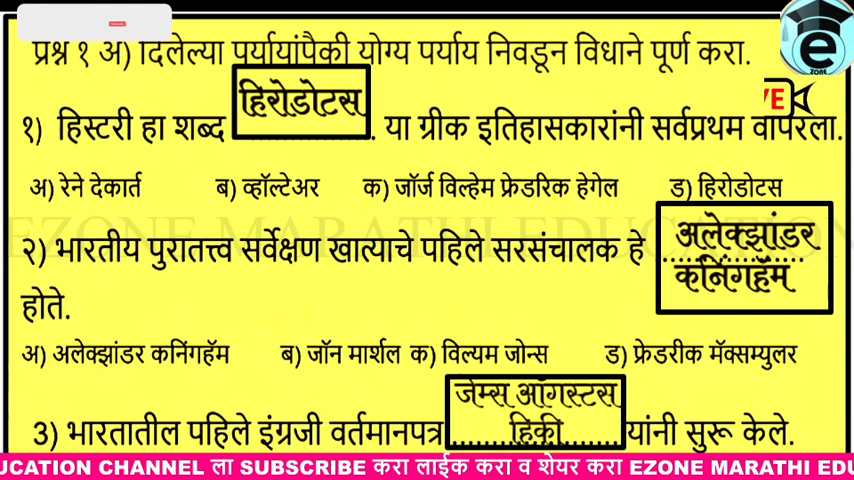 प्रश्न १ अ) दिलेल्या पर्यायांपैकी योग्य पर्याय निवडून विधाने पूर्ण करा.
e
ZONE
१) हिस्टरी हा शब्द हिरोडोटस . या ग्रीक इतिहासकारांनी सर्वप्रथम वापरला.
अ) रेने देकार्त ब) व्हॉल्टेअर क) जॉर्ज विल्हेम फ्रेडरिक हेगेल ड) हिरोडोटस
EZONE MARATHI EDUCATION
२) भारतीय पुरातत्त्व सर्वेक्षण खात्याचे पहिले सरसंचालक हे अलेक्झांडर कनिंगहॅम
होते.
अ) अलेक्झांडर कनिंगहॅम ब) जॉन मार्शल क) विल्यम जोन्स ड) फ्रेडरीक मॅक्सम्युलर
3) भारतातील पहिले इंग्रजी वर्तमानपत्र जेम्स ऑगस्टस हिकी यांनी सुरू केले.
UCATION CHANNEL ला SUBSCRIBE करा लाईक करा व शेयर करा EZONE MARATHI EDU